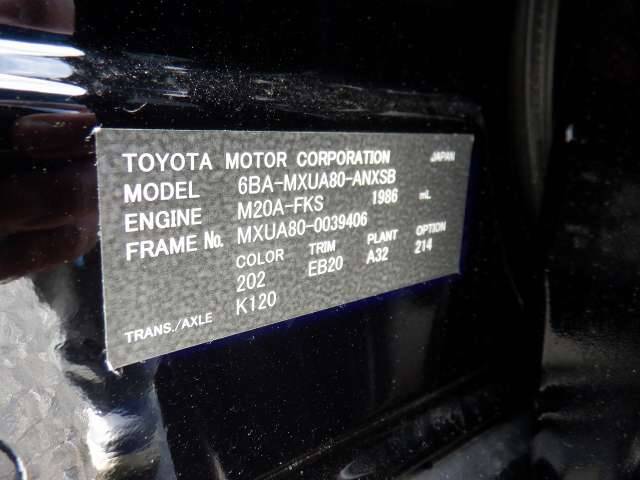 TOYOTA MOTOR CORPORATION JAPAN
MODEL 6BA-MXUA80-ANXSB
ENGINE M20A-FKS 1986 mL
FRAME No. MXUA80-0039406
COLOR TRIM PLANT OPTION
202 EB20 A32 214
TRANS./AXLE K120